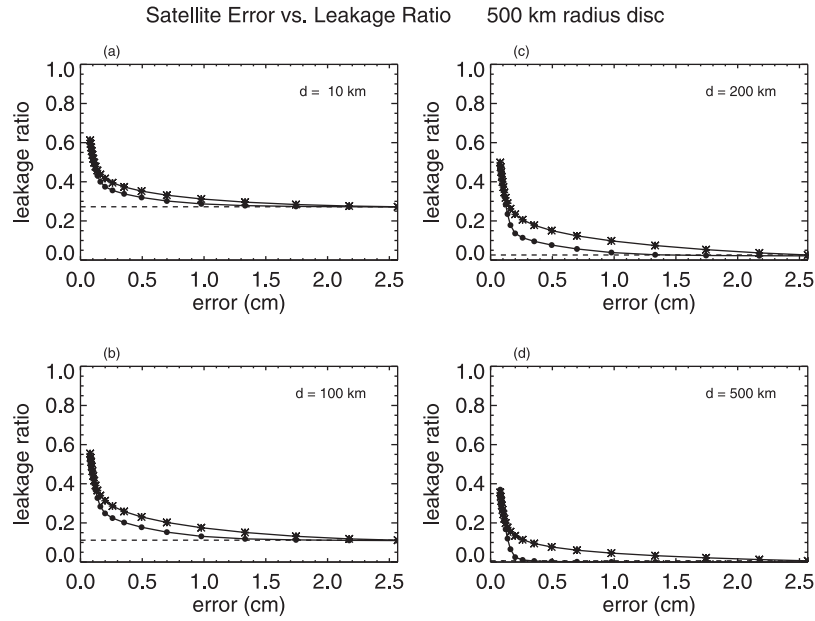 Satellite Error vs. Leakage Ratio 500 km radius disc
(a)
d = 10 km
leakage ratio
1.0
0.8
0.6
0.4
0.2
0.0
0.0 0.5 1.0 1.5 2.0 2.5
error (cm)
(c)
d = 200 km
leakage ratio
1.0
0.8
0.6
0.4
0.2
0.0
0.0 0.5 1.0 1.5 2.0 2.5
error (cm)
(b)
d = 100 km
leakage ratio
1.0
0.8
0.6
0.4
0.2
0.0
0.0 0.5 1.0 1.5 2.0 2.5
error (cm)
(d)
d = 500 km
leakage ratio
1.0
0.8
0.6
0.4
0.2
0.0
0.0 0.5 1.0 1.5 2.0 2.5
error (cm)